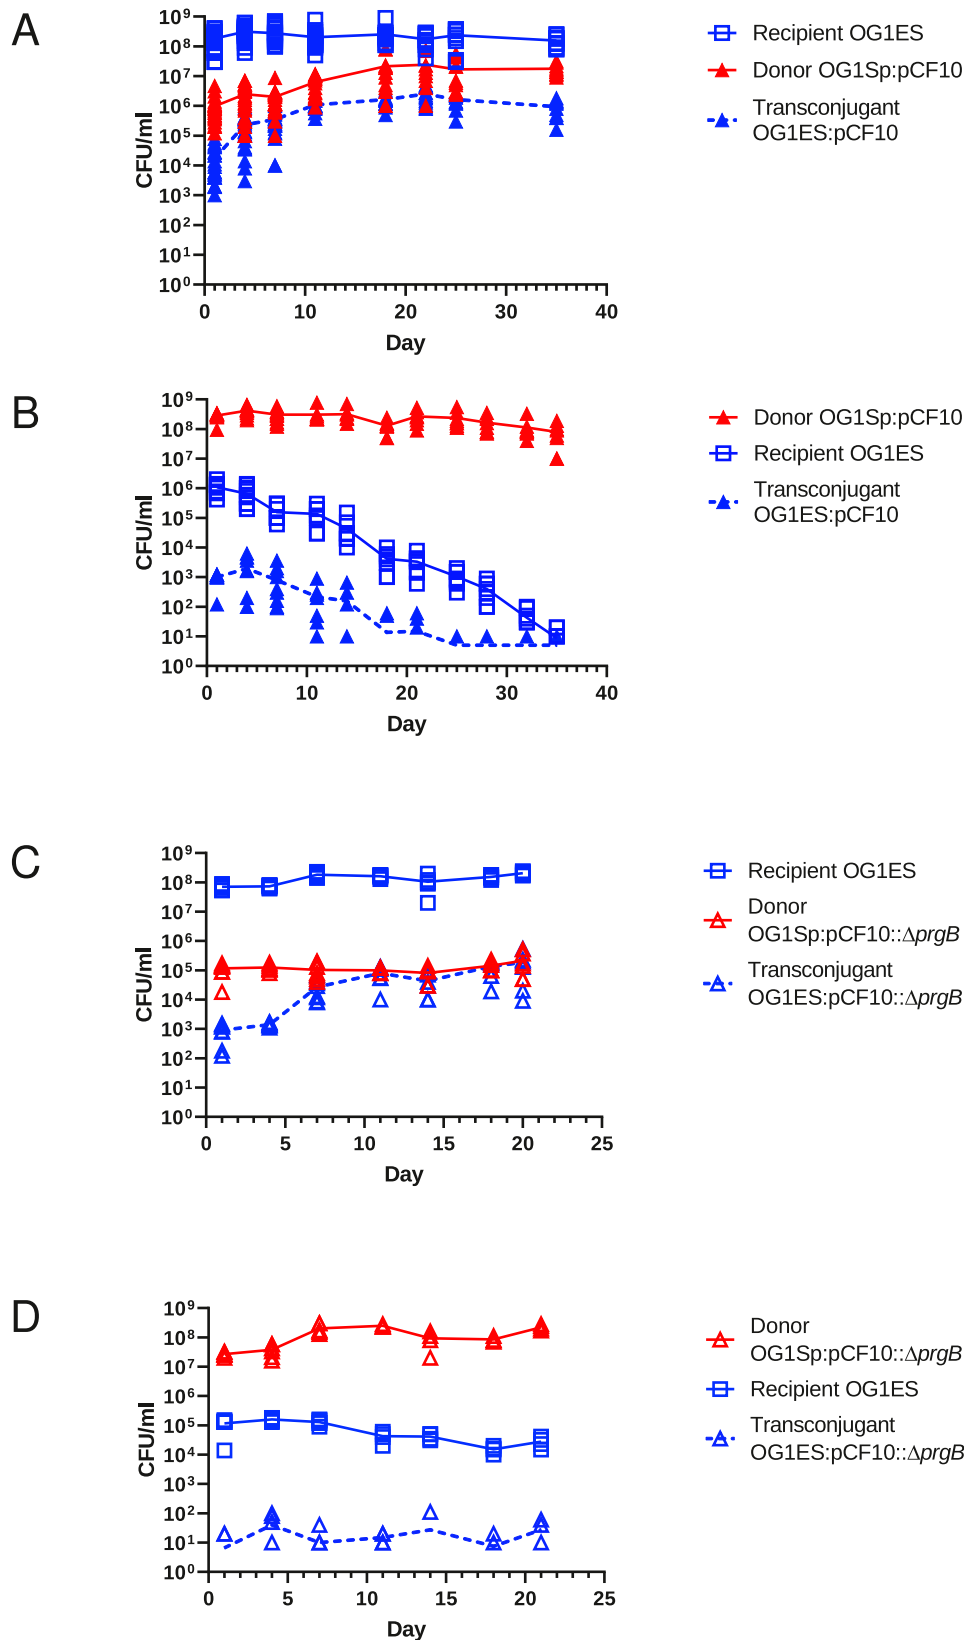 A
10⁹
10⁸
10⁷
10⁶
10⁵
10⁴
10³
10²
10¹
10⁰
CFU/ml
0 10 20 30 40
Day
Recipient OG1ES
Donor OG1Sp:pCF10
Transconjugant
OG1ES:pCF10
B
10⁹
10⁸
10⁷
10⁶
10⁵
10⁴
10³
10²
10¹
10⁰
CFU/ml
0 10 20 30 40
Day
Donor OG1Sp:pCF10
Recipient OG1ES
Transconjugant
OG1ES:pCF10
C
10⁹
10⁸
10⁷
10⁶
10⁵
10⁴
10³
10²
10¹
10⁰
CFU/ml
0 5 10 15 20 25
Day
Recipient OG1ES
Donor
OG1Sp:pCF10::ΔprgB
Transconjugant
OG1ES:pCF10::ΔprgB
D
10⁹
10⁸
10⁷
10⁶
10⁵
10⁴
10³
10²
10¹
10⁰
CFU/ml
0 5 10 15 20 25
Day
Donor
OG1Sp:pCF10::ΔprgB
Recipient OG1ES
Transconjugant
OG1ES:pCF10::ΔprgB